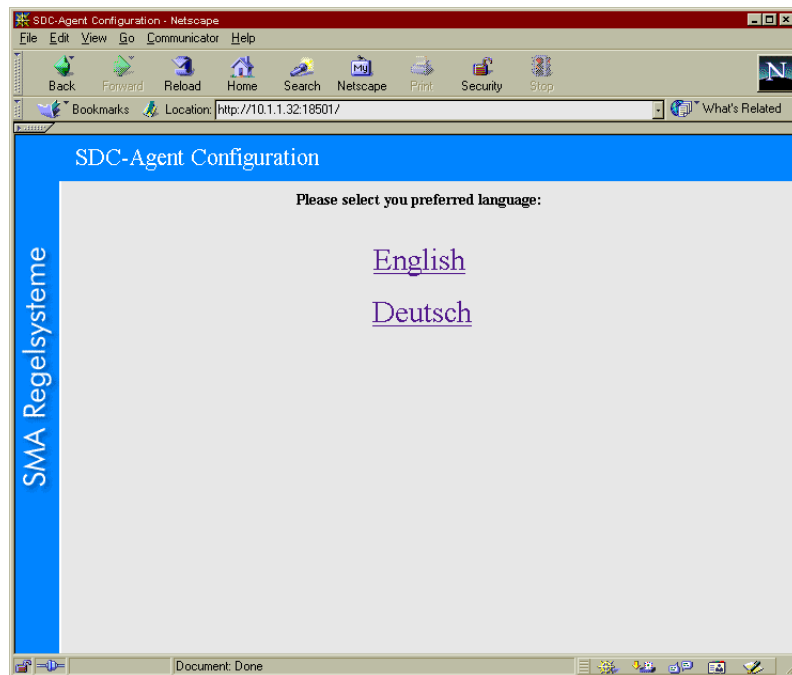 SDC-Agent Configuration - Netscape
File Edit View Go Communicator Help
Back Forward Reload Home Search Netscape Print Security Stop
My
N
Bookmarks Location: http://10.1.1.32:18501/ What's Related
SDC-Agent Configuration
Please select you preferred language:
English
Deutsch
SMA Regelsysteme
Document: Done